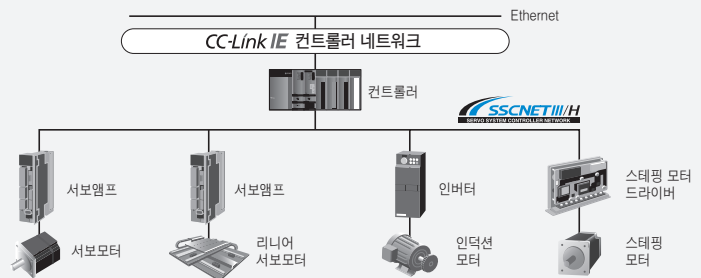 Ethernet
CC-Link IE 컨트롤러 네트워크
컨트롤러
SSCNETIII/H
SERVO SYSTEM CONTROLLER NETWORK
서보앰프
서보앰프
인버터
스테핑 모터
드라이버
서보모터
리니어
서보모터
인덕션
모터
스테핑
모터